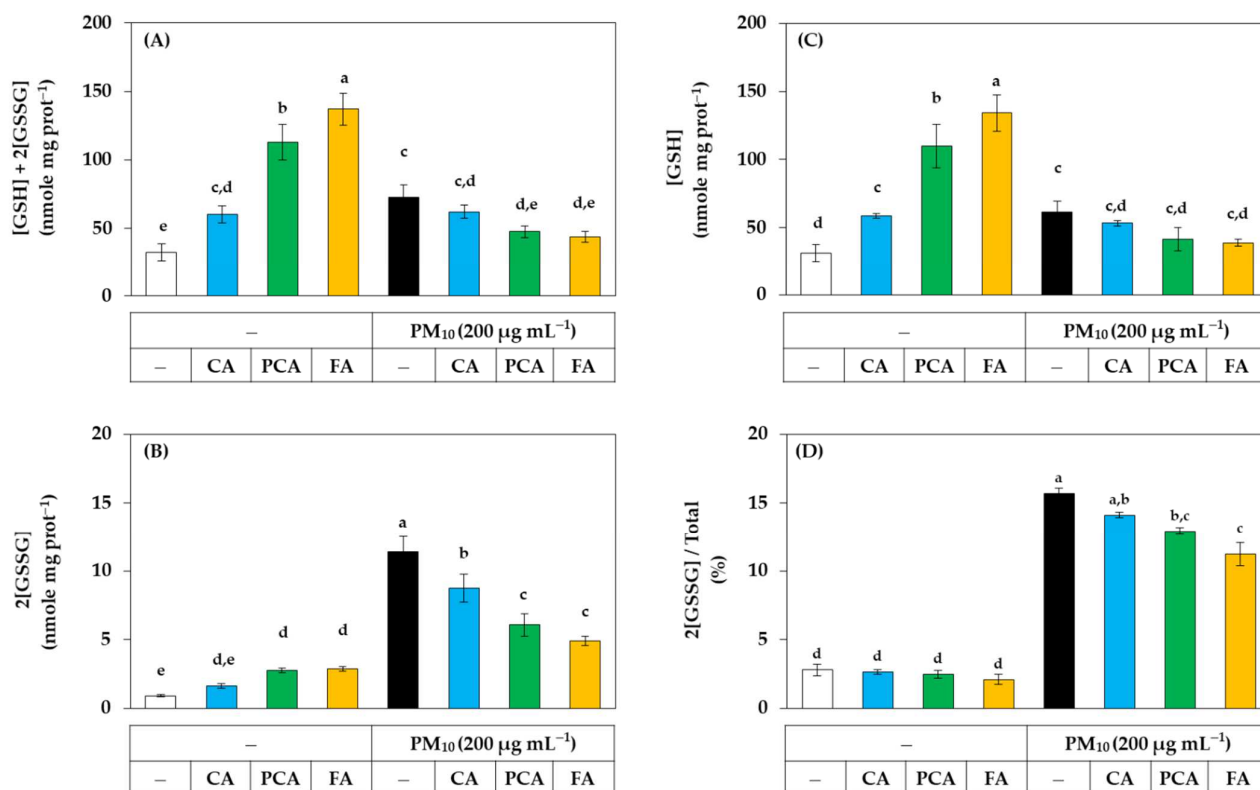 (A)
[GSH] + 2[GSSG]
(nmole mg prot⁻¹)
200
150
100
50
0
e
c,d
b
a
c
c,d
d,e
d,e
–
PM₁₀ (200 µg mL⁻¹)
– CA PCA FA – CA PCA FA
(C)
[GSH]
(nmole mg prot⁻¹)
200
150
100
50
0
d
c
b
a
c
c,d
c,d
c,d
–
PM₁₀ (200 µg mL⁻¹)
– CA PCA FA – CA PCA FA
(B)
2[GSSG]
(nmole mg prot⁻¹)
20
15
10
5
0
e
d,e
d
d
a
b
c
c
–
PM₁₀ (200 µg mL⁻¹)
– CA PCA FA – CA PCA FA
(D)
2[GSSG] / Total
(%)
20
15
10
5
0
d
d
d
d
a
a,b
b,c
c
–
PM₁₀ (200 µg mL⁻¹)
– CA PCA FA – CA PCA FA